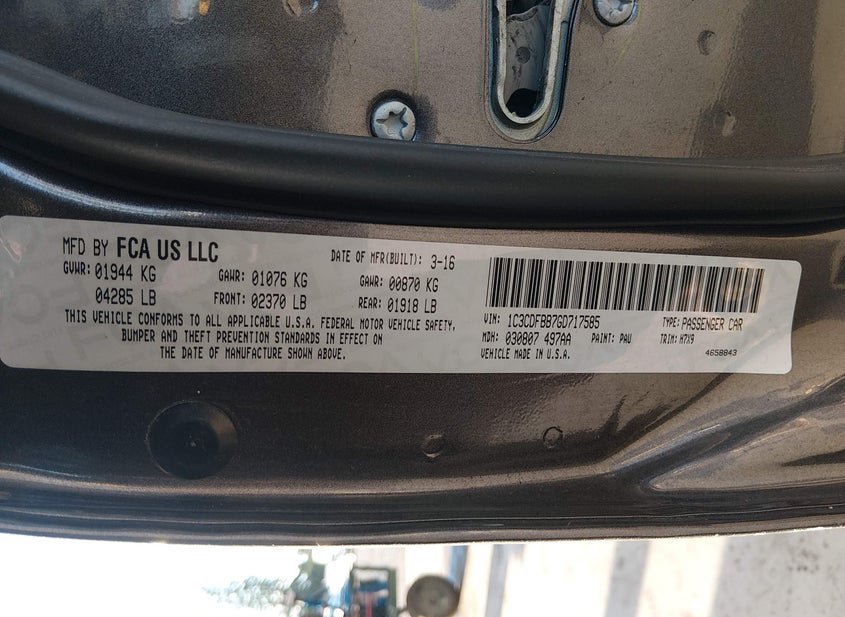 MFD BY FCA US LLC
DATE OF MFR(BUILT): 3-16
GVWR: 01944 KG
GAWR: 01076 KG
GAWR: 00870 KG
04285 LB
FRONT: 02370 LB
REAR: 01918 LB
THIS VEHICLE CONFORMS TO ALL APPLICABLE U.S.A. FEDERAL MOTOR VEHICLE SAFETY,
BUMPER AND THEFT PREVENTION STANDARDS IN EFFECT ON
THE DATE OF MANUFACTURE SHOWN ABOVE.
VIN: 1C3CDFBB7GD717585
TYPE: PASSENGER CAR
MDH: 030807 497AA
PAINT: PAU
TRIM: H7X9
VEHICLE MADE IN U.S.A.
4658843